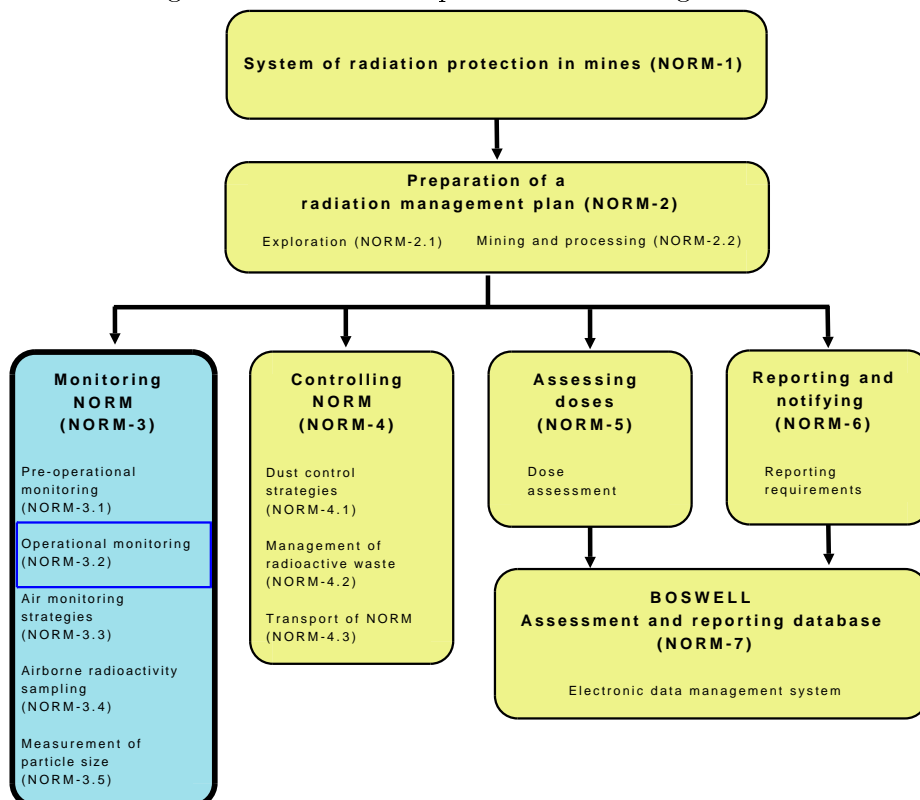 System of radiation protection in mines (NORM-1)
Preparation of a
radiation management plan (NORM-2)
Exploration (NORM-2.1) Mining and processing (NORM-2.2)
Monitoring
NORM
(NORM-3)
Pre-operational
monitoring
(NORM-3.1)
Operational monitoring
(NORM-3.2)
Air monitoring
strategies
(NORM-3.3)
Airborne radioactivity
sampling
(NORM-3.4)
Measurement of
particle size
(NORM-3.5)
Controlling
NORM
(NORM-4)
Dust control
strategies
(NORM-4.1)
Management of
radioactive waste
(NORM-4.2)
Transport of NORM
(NORM-4.3)
Assessing
doses
(NORM-5)
Dose
assessment
Reporting and
notifying
(NORM-6)
Reporting
requirements
BOSWELL
Assessment and reporting database
(NORM-7)
Electronic data management system